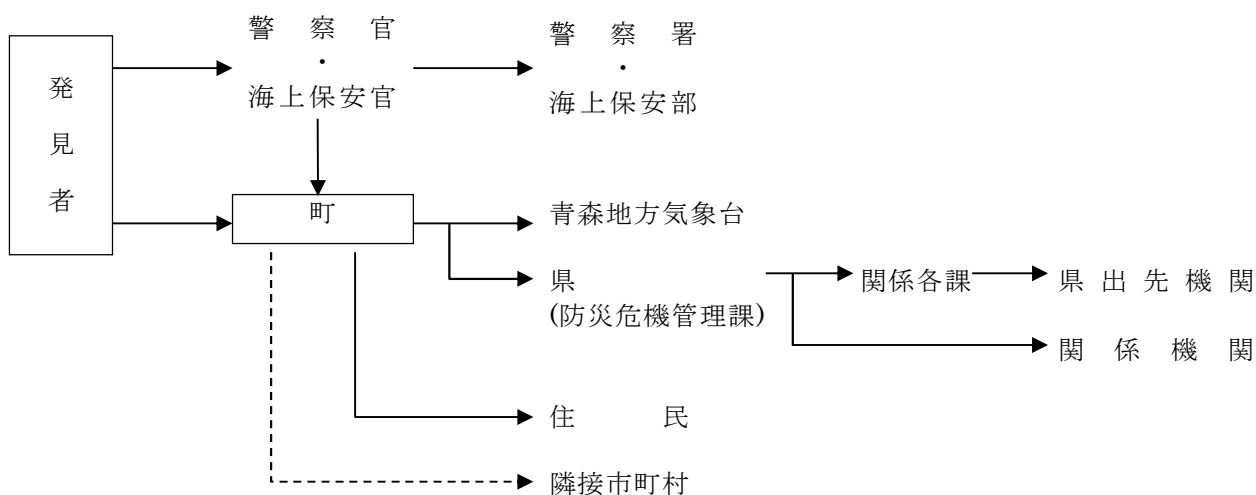 発見者
警察官
・
海上保安官
警察署
・
海上保安部
町
青森地方気象台
県
(防災危機管理課)
関係各課
県出先機関
関係機関
住民
隣接市町村